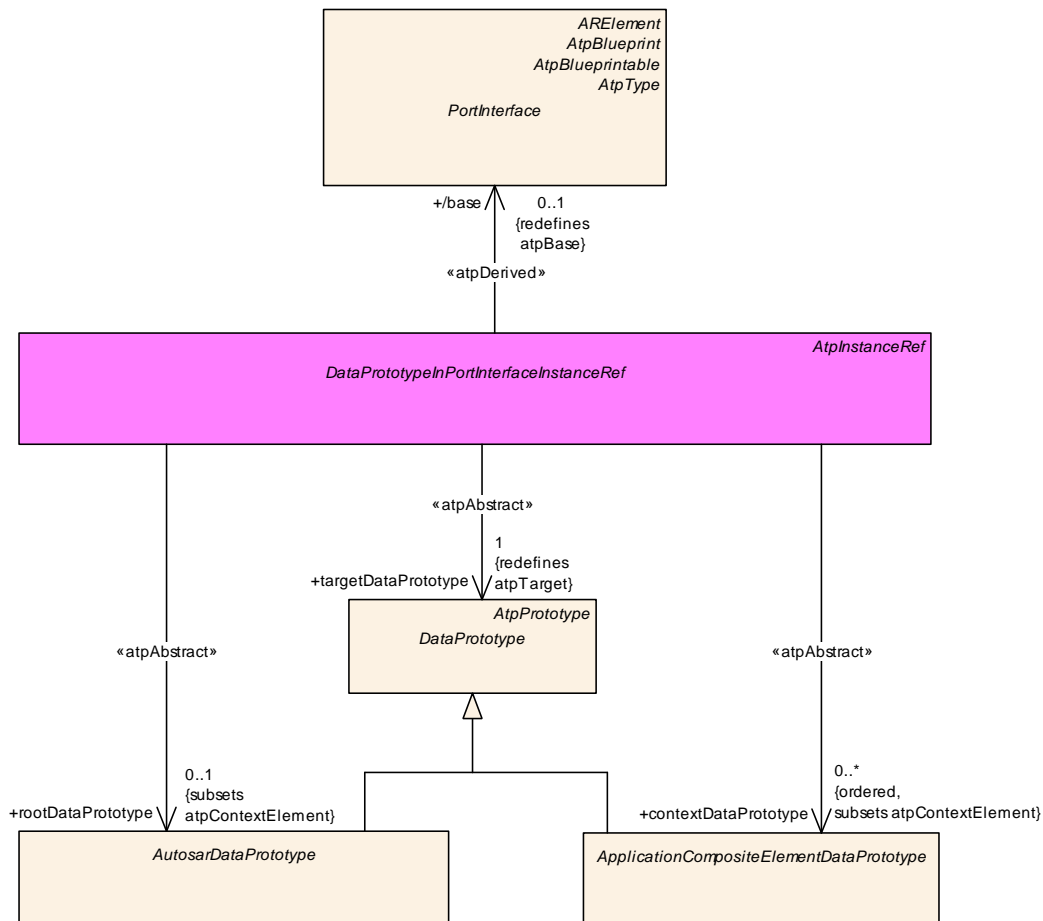 ARElement
AtpBlueprint
AtpBlueprintable
AtpType
PortInterface
+/base
0..1
{redefines
atpBase}
«atpDerived»
AtpInstanceRef
DataPrototypeInPortInterfaceInstanceRef
«atpAbstract»
1
{redefines
+targetDataPrototype
atpTarget}
AtpPrototype
DataPrototype
«atpAbstract»
«atpAbstract»
0..1
{subsets
+rootDataPrototype
atpContextElement}
0..*
{ordered,
+contextDataPrototype
subsets atpContextElement}
AutosarDataPrototype
ApplicationCompositeElementDataPrototype